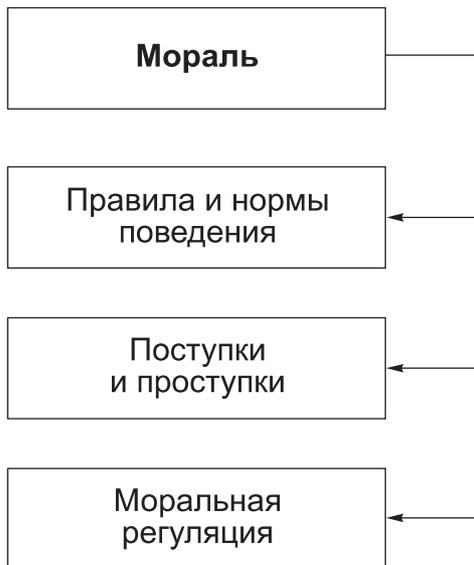 Мораль
Правила и нормы
поведения
Поступки
и проступки
Моральная
регуляция